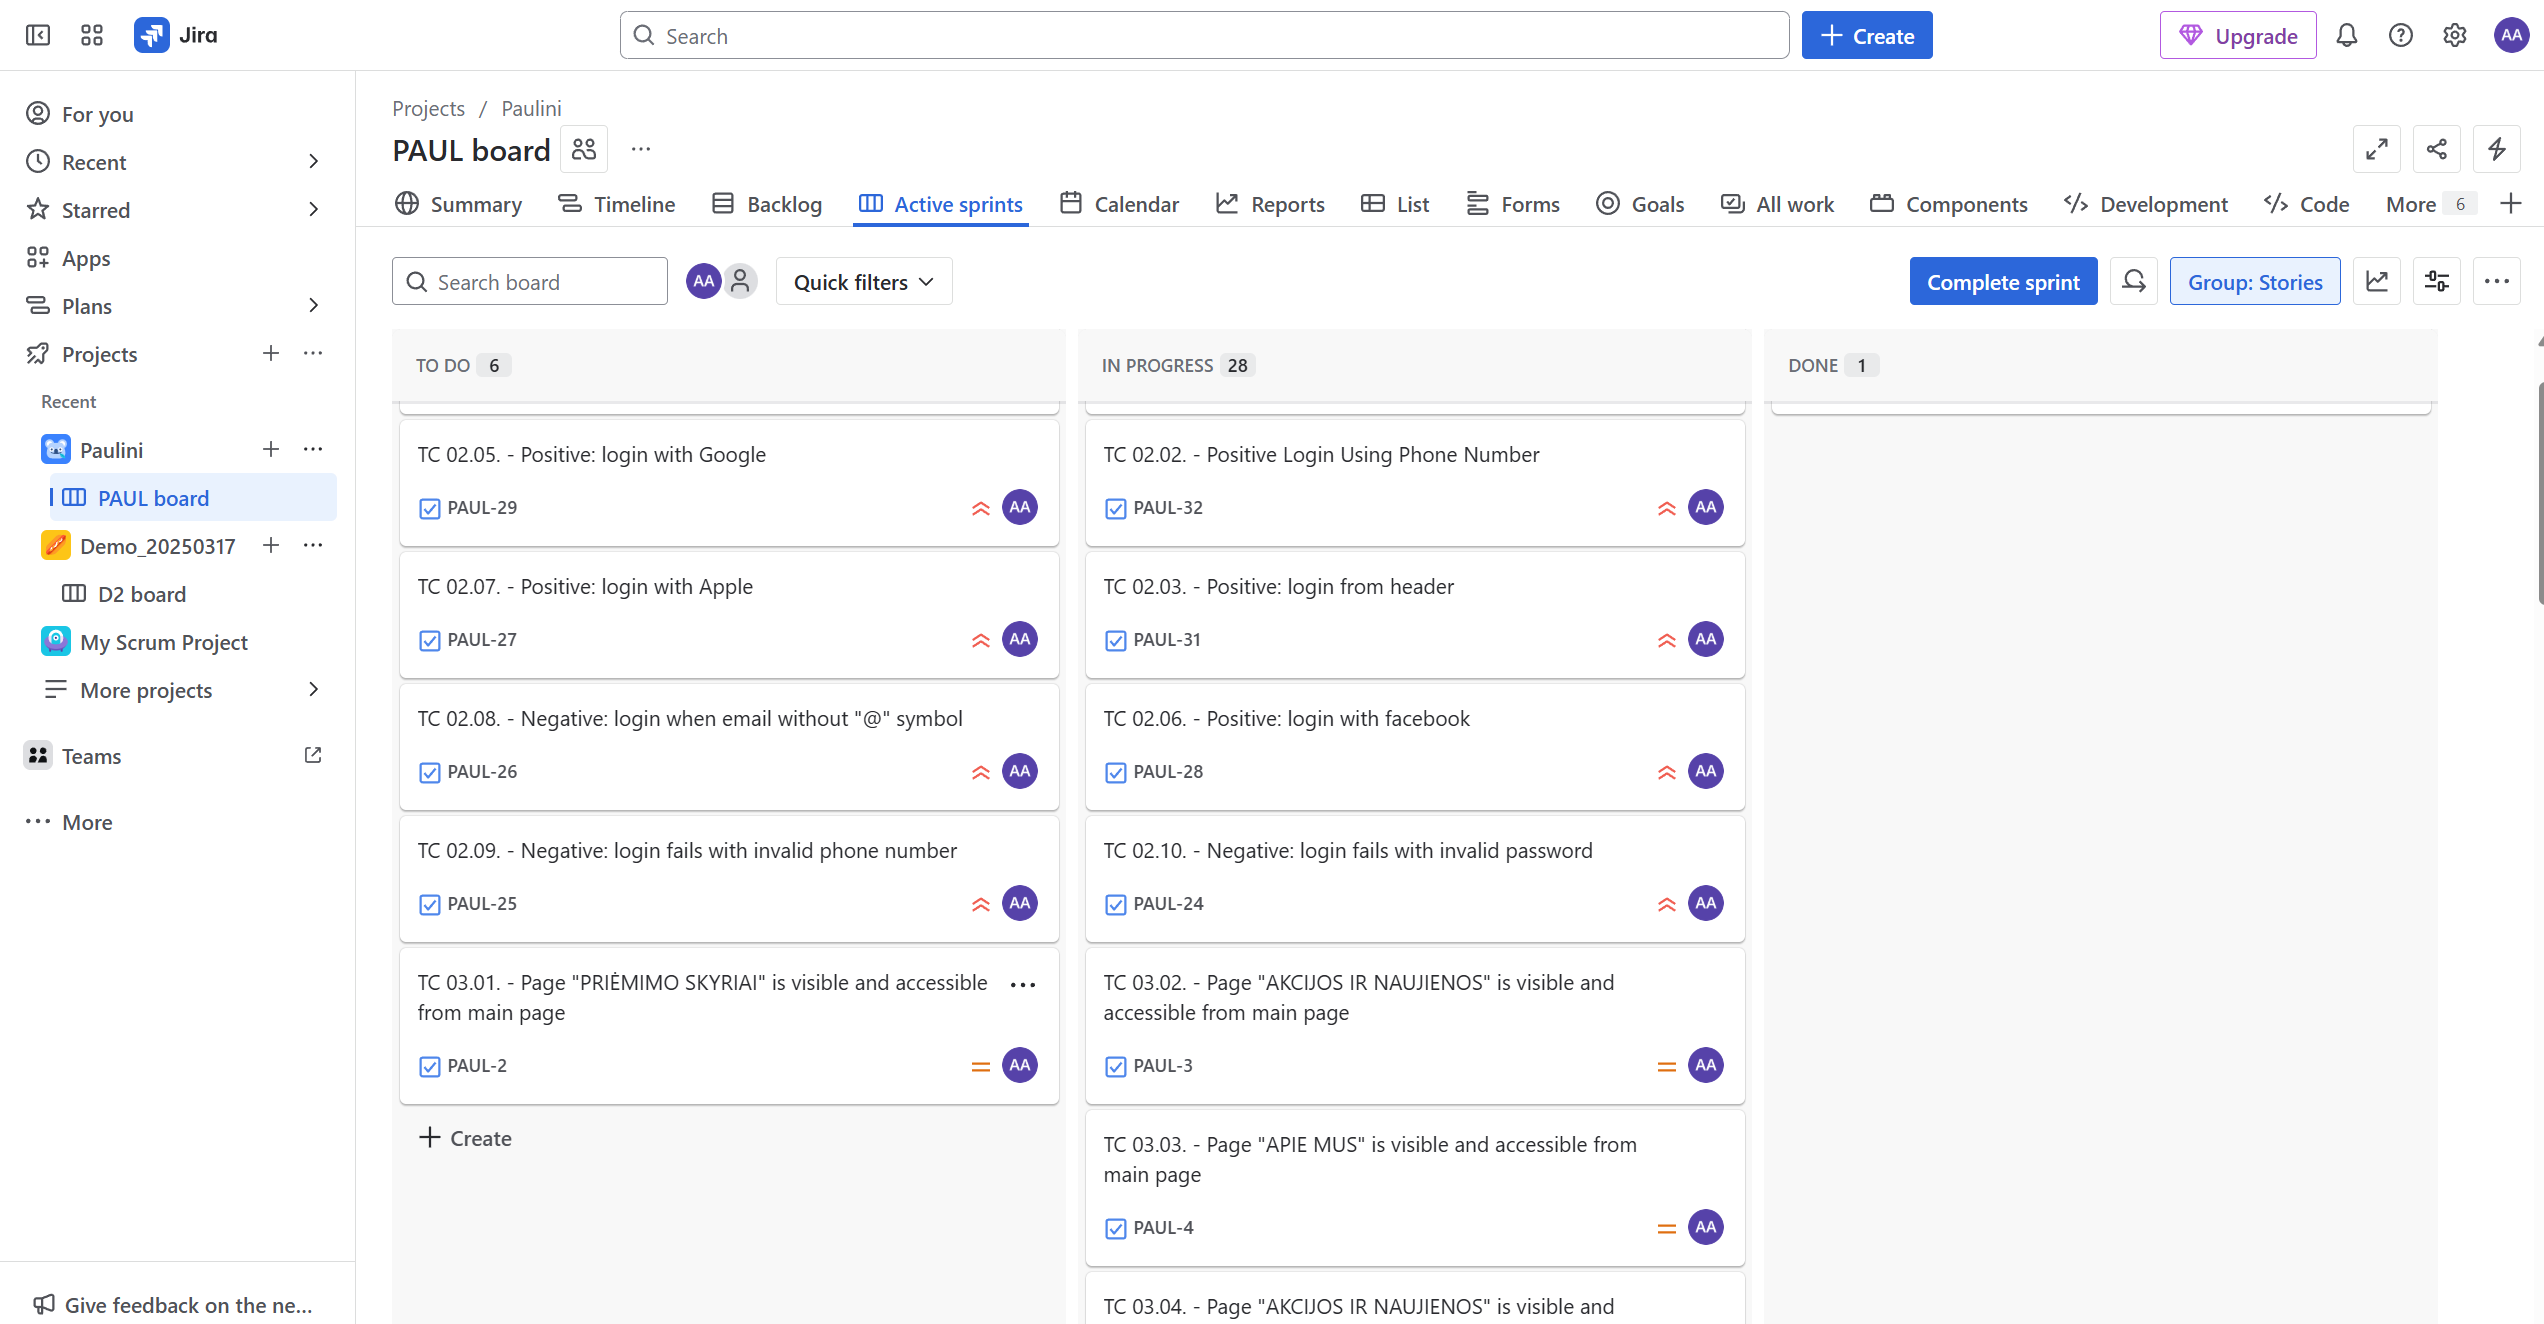 Jira
Search
Create
Upgrade
AA
For you
Recent
Starred
Apps
Plans
Projects
Recent
Paulini
PAUL board
Demo_20250317
D2 board
My Scrum Project
More projects
Teams
More
Give feedback on the ne...
Projects / Paulini
PAUL board
Summary
Timeline
Backlog
Active sprints
Calendar
Reports
List
Forms
Goals
All work
Components
Development
Code
More 6
Search board
AA
Quick filters
Complete sprint
Group: Stories
TO DO 6
TC 02.05. - Positive: login with Google
PAUL-29
AA
TC 02.07. - Positive: login with Apple
PAUL-27
AA
TC 02.08. - Negative: login when email without "@" symbol
PAUL-26
AA
TC 02.09. - Negative: login fails with invalid phone number
PAUL-25
AA
TC 03.01. - Page "PRIĖMIMO SKYRIAI" is visible and accessible
from main page
PAUL-2
AA
Create
IN PROGRESS 28
TC 02.02. - Positive Login Using Phone Number
PAUL-32
AA
TC 02.03. - Positive: login from header
PAUL-31
AA
TC 02.06. - Positive: login with facebook
PAUL-28
AA
TC 02.10. - Negative: login fails with invalid password
PAUL-24
AA
TC 03.02. - Page "AKCIJOS IR NAUJIENOS" is visible and
accessible from main page
PAUL-3
AA
TC 03.03. - Page "APIE MUS" is visible and accessible from
main page
PAUL-4
AA
TC 03.04. - Page "AKCIJOS IR NAUJIENOS" is visible and
DONE 1